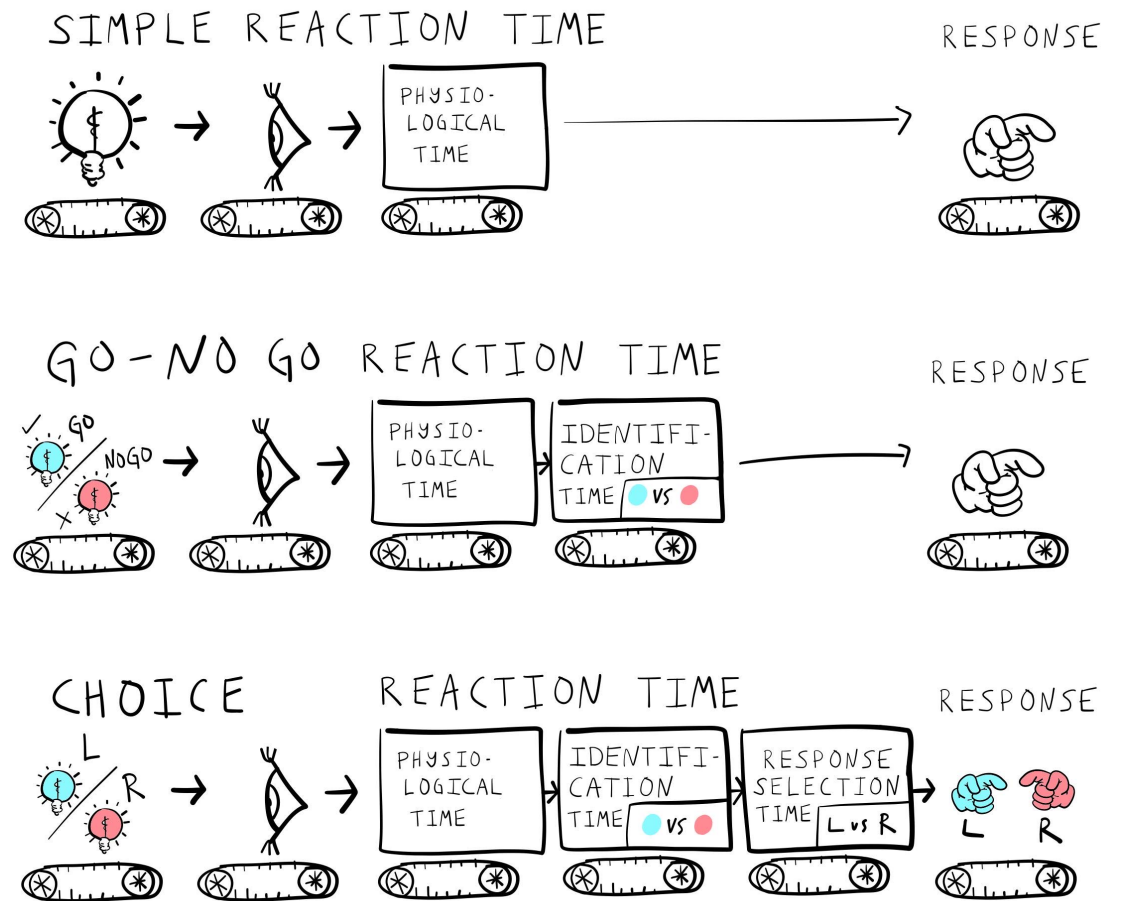 SIMPLE REACTION TIME
RESPONSE
PHYSIO-
LOGICAL
TIME
GO-NO GO REACTION TIME
RESPONSE
GO
NOGO
PHYSIO-
LOGICAL
TIME
IDENTIFI-
CATION
TIME VS
CHOICE REACTION TIME
RESPONSE
L
R
PHYSIO-
LOGICAL
TIME
IDENTIFI-
CATION
TIME VS
RESPONSE
SELECTION
TIME L vs R
L R